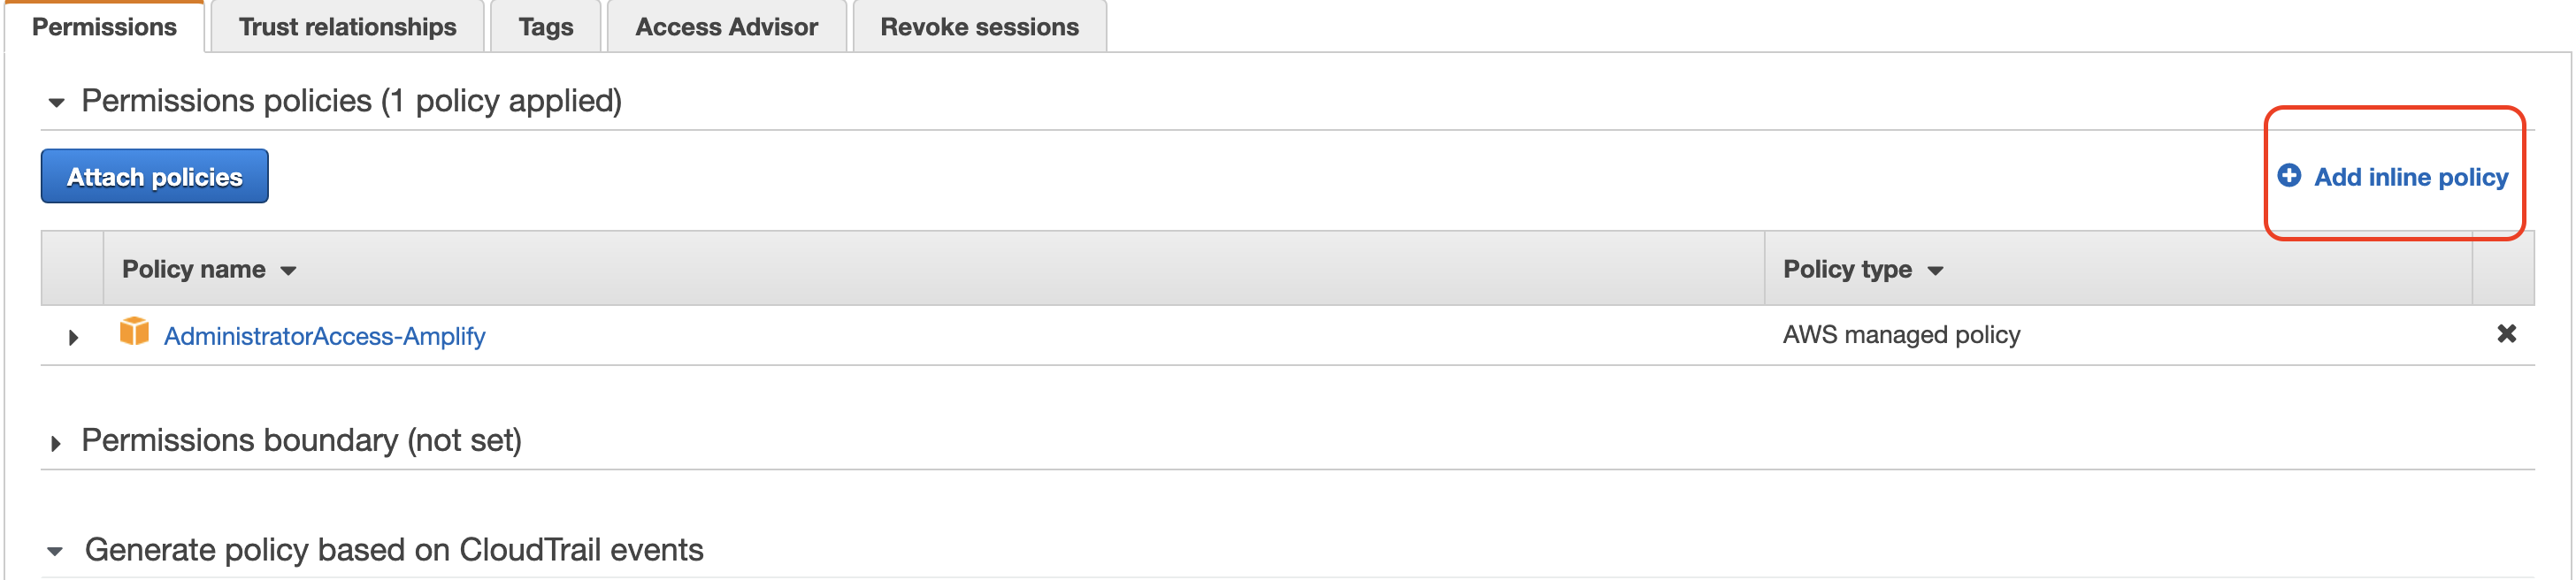 Permissions Trust relationships Tags Access Advisor Revoke sessions
Permissions policies (1 policy applied)
Attach policies Add inline policy
Policy name Policy type
AdministratorAccess-Amplify AWS managed policy
Permissions boundary (not set)
Generate policy based on CloudTrail events